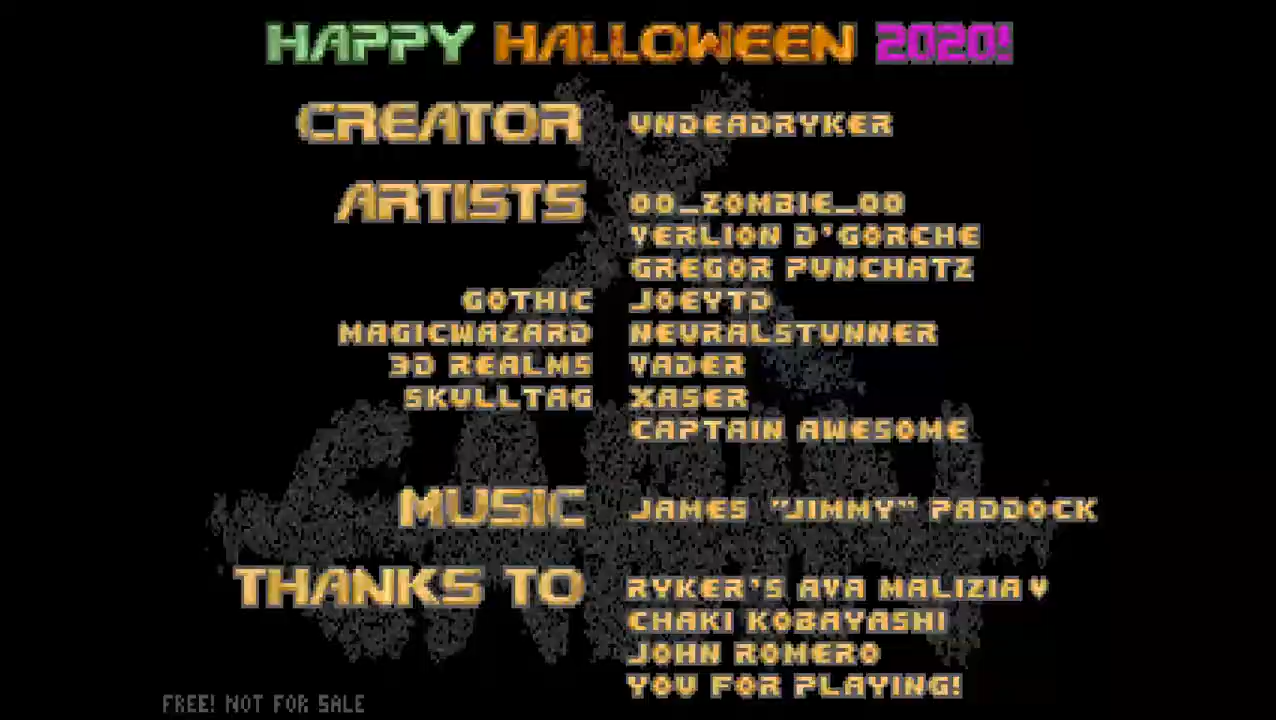 HAPPY HALLOWEEN 2020!
CREATOR UNDEADRYKER
ARTISTS OO_ZOMBIE_OO
VERLION D'GORCHE
GREGOR PUNCHATZ
GOTHIC JOEYTD
MAGICWAZARD NEURALSTUNNER
3D REALMS VADER
SKULLTAG XASER
CAPTAIN AWESOME
MUSIC JAMES "JIMMY" PADDOCK
THANKS TO RYKER'S AVA MALIZIA♥
CHAKI KOBAYASHI
JOHN ROMERO
YOU FOR PLAYING!
FREE! NOT FOR SALE